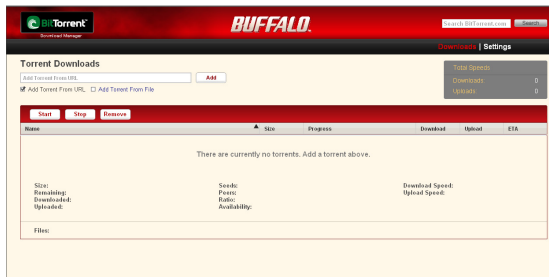 BitTorrent
Download Manager
BUFFALO.
Search BitTorrent.com
Search
Downloads | Settings
Torrent Downloads
Add Torrent From URL
Add
Add Torrent From URL
Add Torrent From File
Total Speeds
Downloads 0
Uploads 0
Start Stop Remove
Name Size Progress Download Upload ETA
There are currently no torrents. Add a torrent above.
Size: Seeds: Download Speed:
Remaining: Peers: Upload Speed:
Downloaded: Ratio:
Uploaded: Availability:
Files: